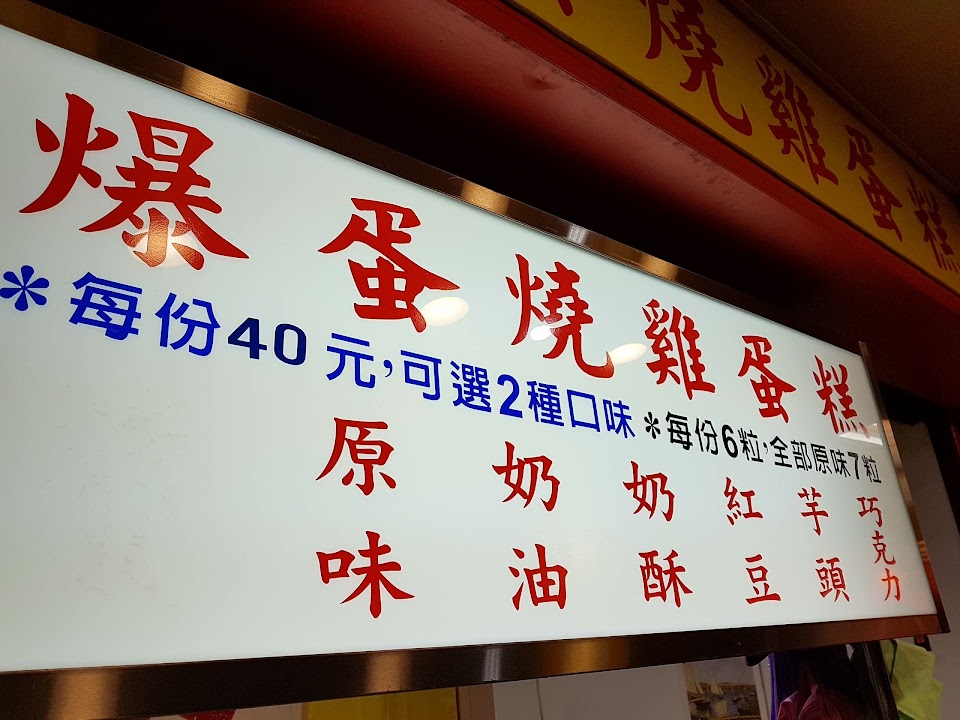 燒雞蛋糕
爆蛋燒雞蛋糕
*每份40元,可選2種口味 *每份6粒,全部原味7粒
原味 奶油 奶酥 紅豆 芋頭 巧克力